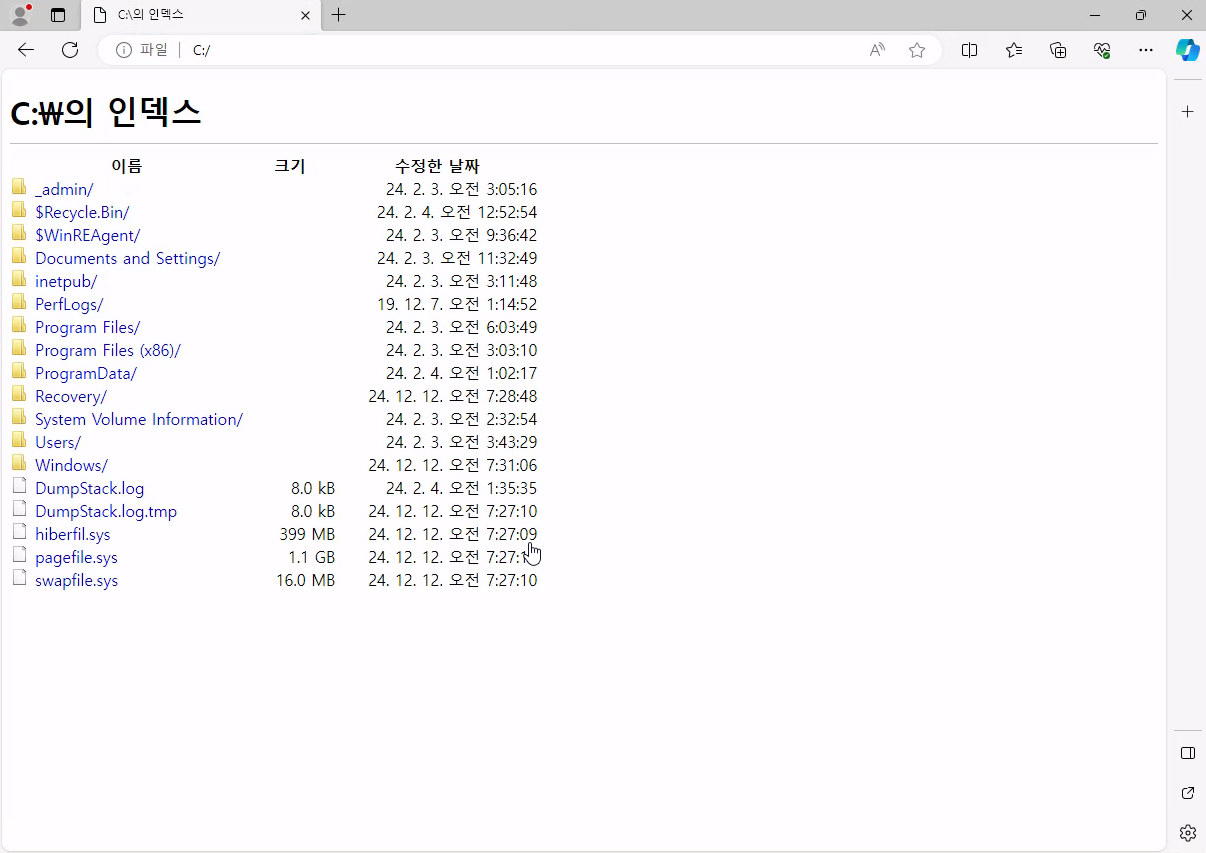 C:\의 인덱스
파일 C:/
C:₩의 인덱스
이름 크기 수정한 날짜
_admin/ 24. 2. 3. 오전 3:05:16
$Recycle.Bin/ 24. 2. 4. 오전 12:52:54
$WinREAgent/ 24. 2. 3. 오전 9:36:42
Documents and Settings/ 24. 2. 3. 오전 11:32:49
inetpub/ 24. 2. 3. 오전 3:11:48
PerfLogs/ 19. 12. 7. 오전 1:14:52
Program Files/ 24. 2. 3. 오전 6:03:49
Program Files (x86)/ 24. 2. 3. 오전 3:03:10
ProgramData/ 24. 2. 4. 오전 1:02:17
Recovery/ 24. 12. 12. 오전 7:28:48
System Volume Information/ 24. 2. 3. 오전 2:32:54
Users/ 24. 2. 3. 오전 3:43:29
Windows/ 24. 12. 12. 오전 7:31:06
DumpStack.log 8.0 kB 24. 2. 4. 오전 1:35:35
DumpStack.log.tmp 8.0 kB 24. 12. 12. 오전 7:27:10
hiberfil.sys 399 MB 24. 12. 12. 오전 7:27:09
pagefile.sys 1.1 GB 24. 12. 12. 오전
swapfile.sys 16.0 MB 24. 12. 12. 오전 7:27:10